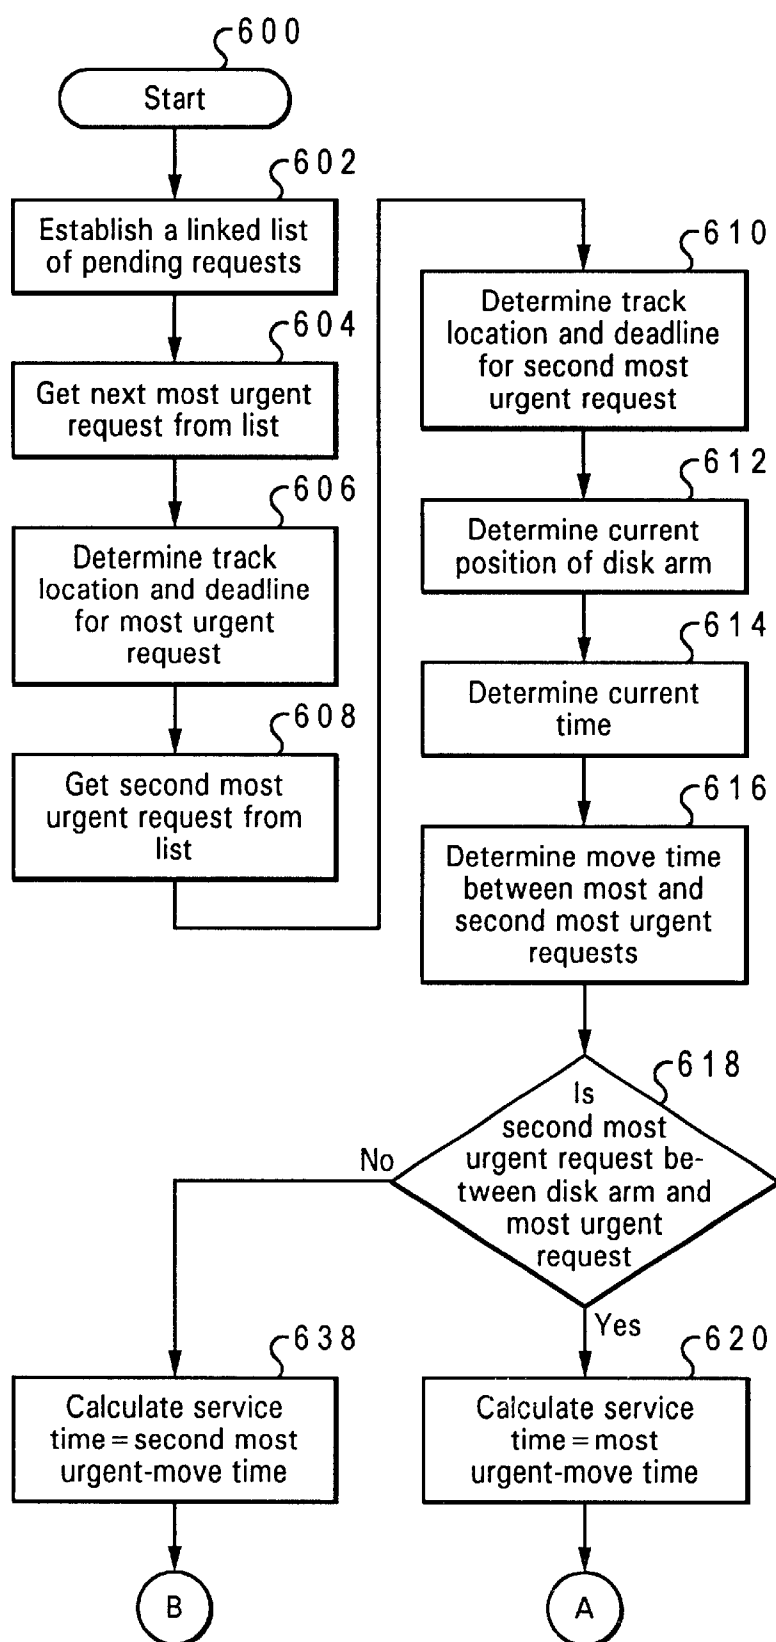 600
Start
602
Establish a linked list
of pending requests
604
Get next most urgent
request from list
606
Determine track
location and deadline
for most urgent
request
608
Get second most
urgent request from
list
610
Determine track
location and deadline
for second most
urgent request
612
Determine current
position of disk arm
614
Determine current
time
616
Determine move time
between most and
second most urgent
requests
618
Is
second most
urgent request be-
tween disk arm and
most urgent
request
No
Yes
638
Calculate service
time=second most
urgent-move time
B
620
Calculate service
time=most
urgent-move time
A